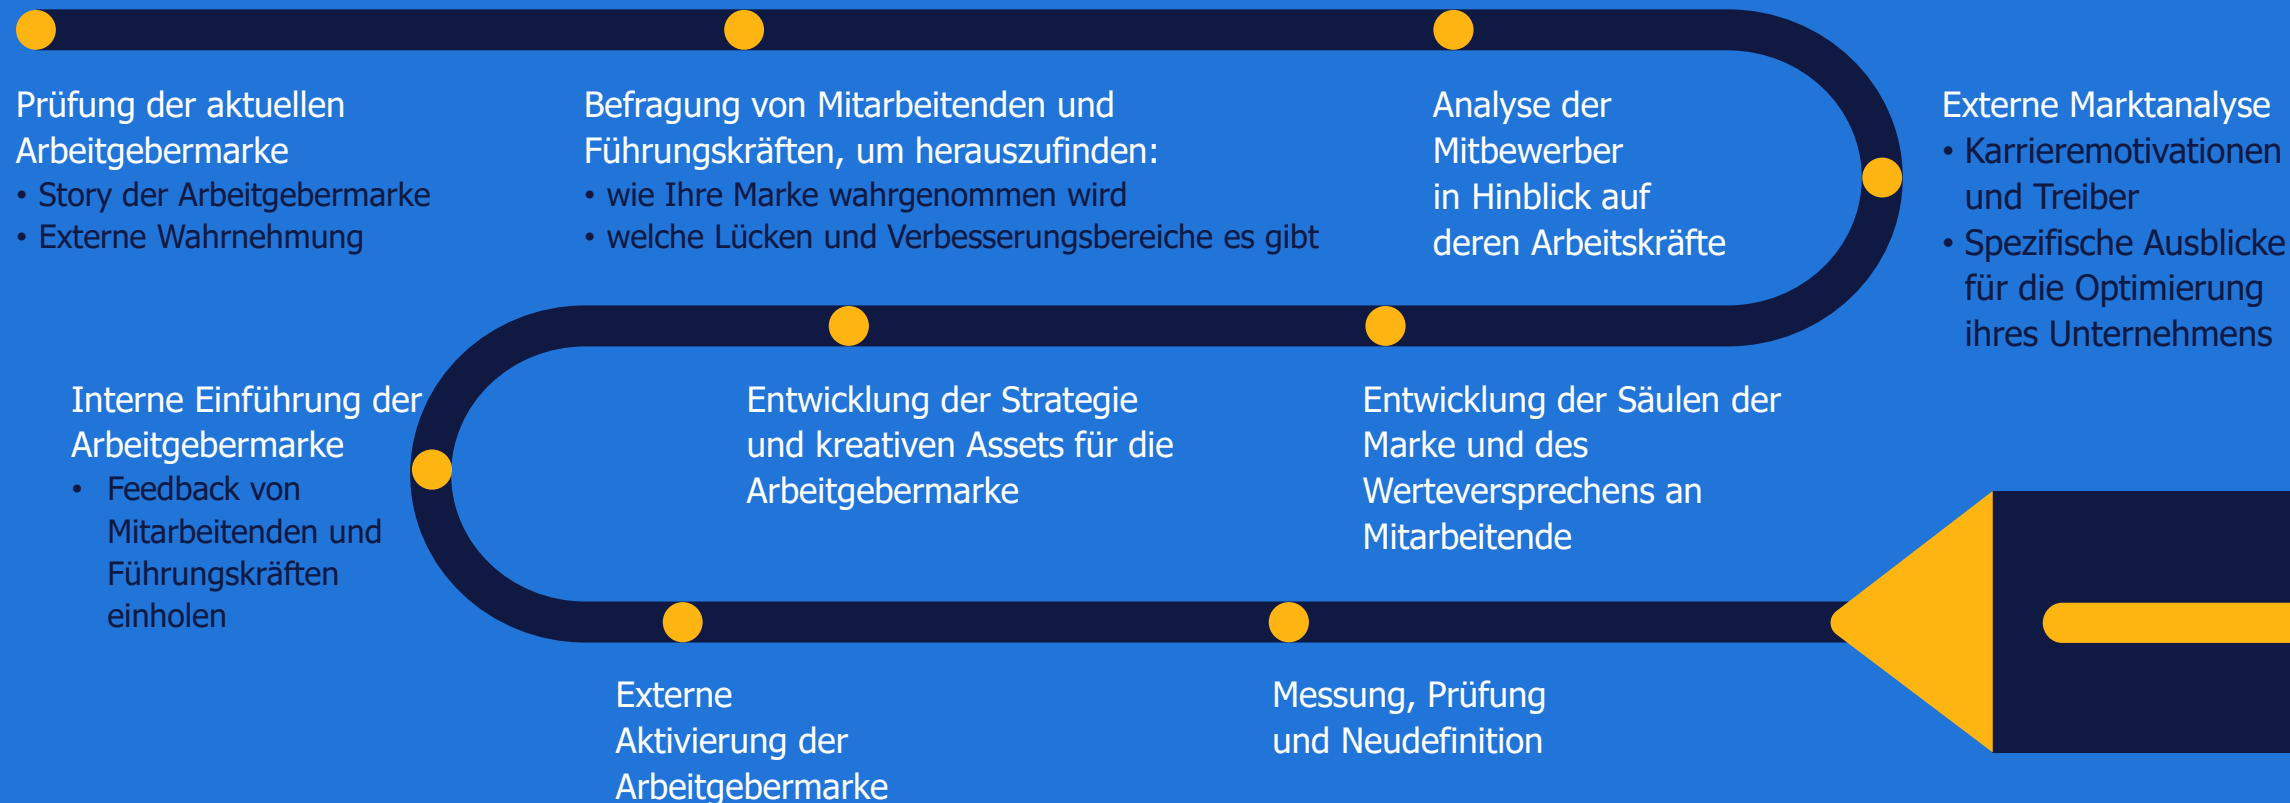 Prüfung der aktuellen
Arbeitgebermarke
• Story der Arbeitgebermarke
• Externe Wahrnehmung
Befragung von Mitarbeitenden und
Führungskräften, um herauszufinden:
• wie Ihre Marke wahrgenommen wird
• welche Lücken und Verbesserungsbereiche es gibt
Analyse der
Mitbewerber
in Hinblick auf
deren Arbeitskräfte
Externe Marktanalyse
• Karrieremotivationen
und Treiber
• Spezifische Ausblicke
für die Optimierung
ihres Unternehmens
Entwicklung der Säulen der
Marke und des
Werteversprechens an
Mitarbeitende
Entwicklung der Strategie
und kreativen Assets für die
Arbeitgebermarke
Interne Einführung der
Arbeitgebermarke
• Feedback von
Mitarbeitenden und
Führungskräften
einholen
Externe
Aktivierung der
Arbeitgebermarke
Messung, Prüfung
und Neudefinition